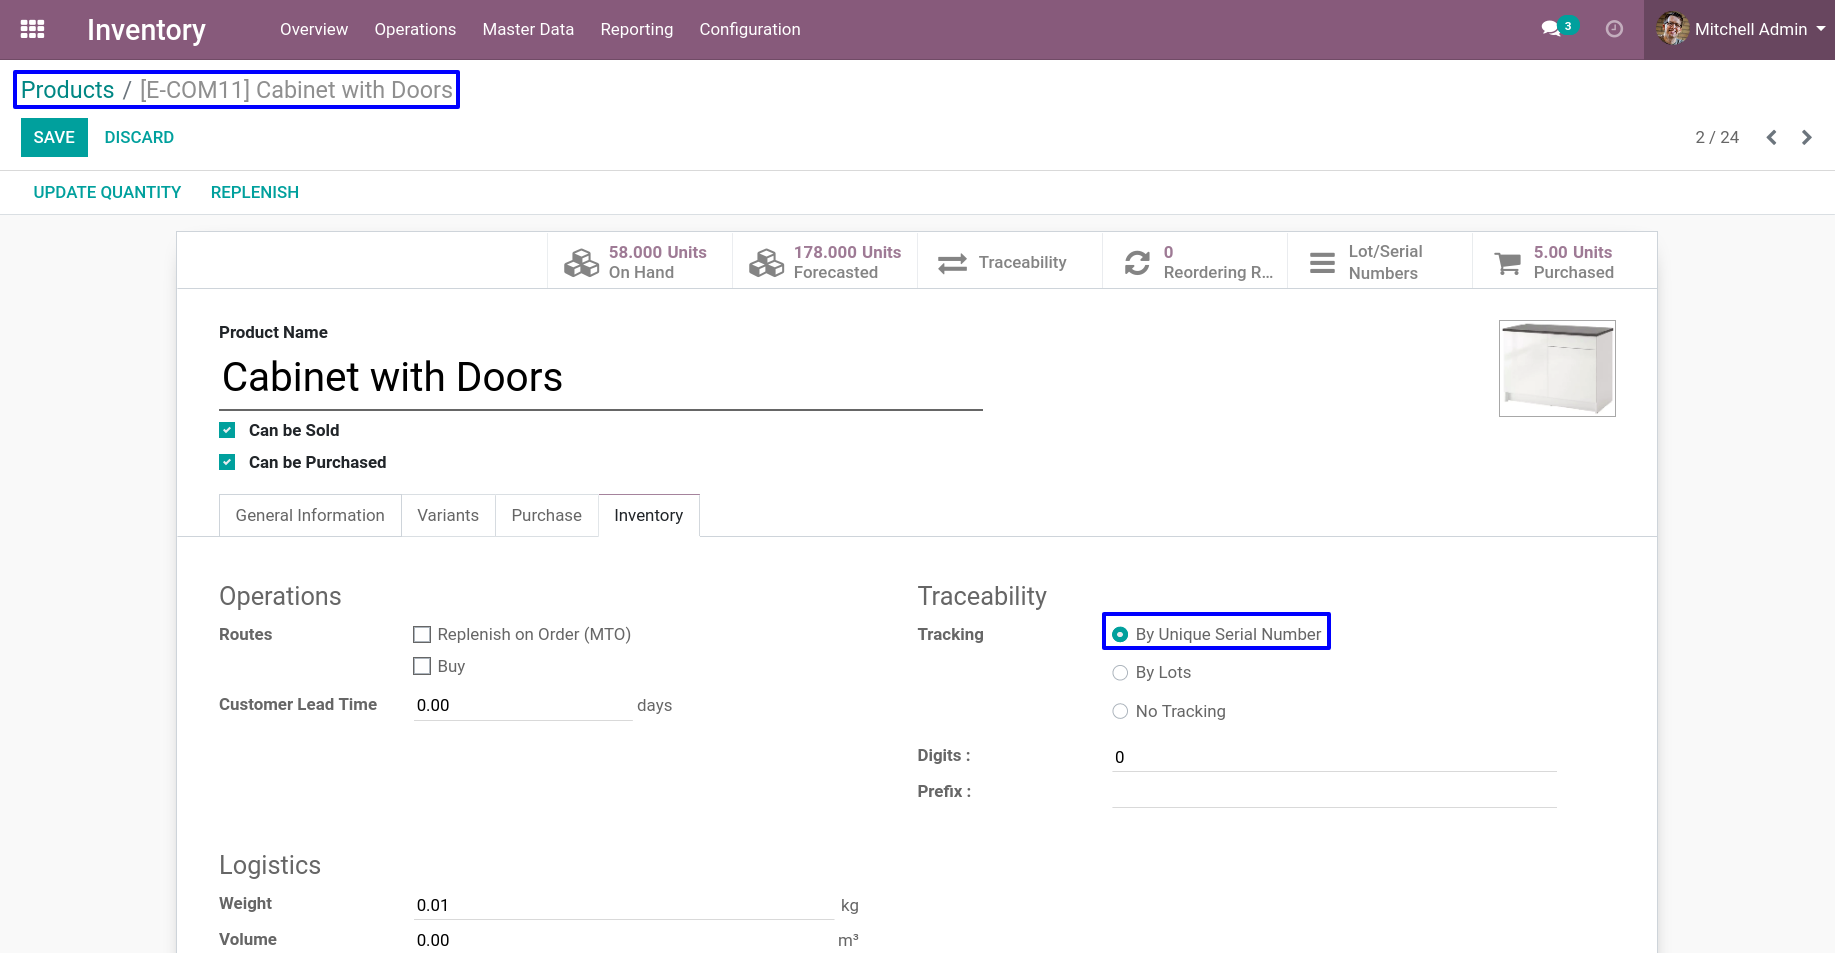 Inventory Overview Operations Master Data Reporting Configuration 3 Mitchell Admin
Products / [E-COM11] Cabinet with Doors
SAVE DISCARD 2 / 24
UPDATE QUANTITY REPLENISH
58.000 Units On Hand
178.000 Units Forecasted
Traceability
0 Reordering R...
Lot/Serial Numbers
5.00 Units Purchased
Product Name
Cabinet with Doors
Can be Sold
Can be Purchased
General Information Variants Purchase Inventory
Operations
Routes Replenish on Order (MTO)
Buy
Customer Lead Time 0.00 days
Traceability
Tracking By Unique Serial Number
By Lots
No Tracking
Digits : 0
Prefix :
Logistics
Weight 0.01 kg
Volume 0.00 m³